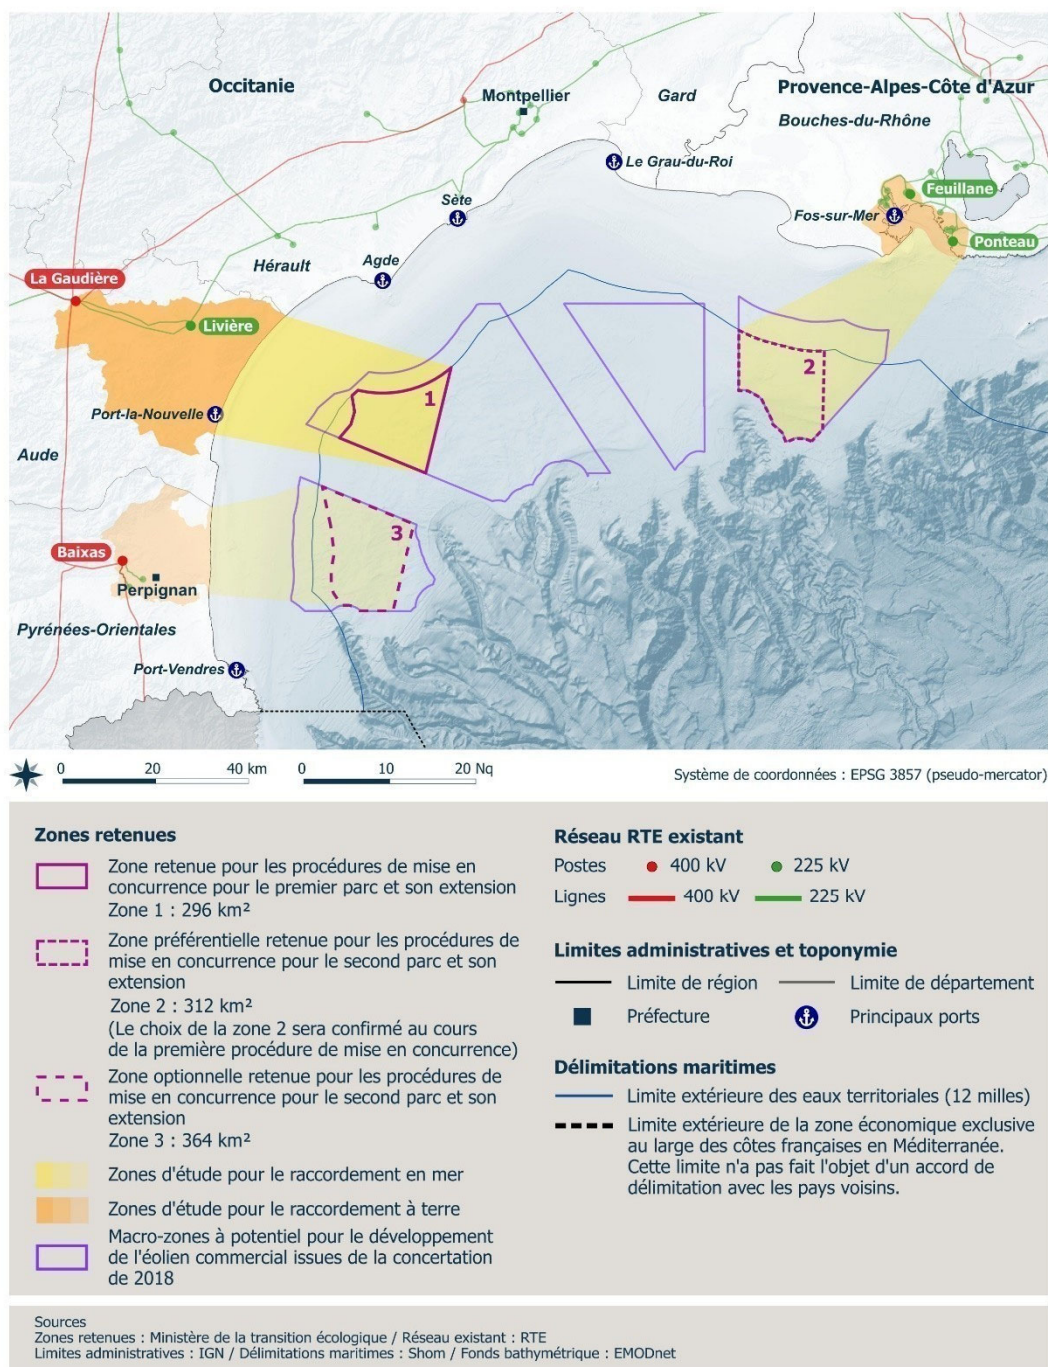 Occitanie
Montpellier
Gard
Provence-Alpes-Côte d'Azur
Bouches-du-Rhône
Le Grau-du-Roi
Feuillane
Fos-sur-Mer
Ponteau
Sète
Agde
Hérault
La Gaudière
Livière
Port-la-Nouvelle
Aude
1
2
3
Baixas
Perpignan
Pyrénées-Orientales
Port-Vendres
0 20 40 km
0 10 20 Nq
Système de coordonnées : EPSG 3857 (pseudo-mercator)
Zones retenues
Zone retenue pour les procédures de mise en
concurrence pour le premier parc et son extension
Zone 1 : 296 km²
Zone préférentielle retenue pour les procédures de
mise en concurrence pour le second parc et son
extension
Zone 2 : 312 km²
(Le choix de la zone 2 sera confirmé au cours
de la première procédure de mise en concurrence)
Zone optionnelle retenue pour les procédures de
mise en concurrence pour le second parc et son
extension
Zone 3 : 364 km²
Zones d'étude pour le raccordement en mer
Zones d'étude pour le raccordement à terre
Macro-zones à potentiel pour le développement
de l'éolien commercial issues de la concertation
de 2018
Réseau RTE existant
Postes 400 kV 225 kV
Lignes 400 kV 225 kV
Limites administratives et toponymie
Limite de région Limite de département
Préfecture Principaux ports
Délimitations maritimes
Limite extérieure des eaux territoriales (12 milles)
Limite extérieure de la zone économique exclusive
au large des côtes françaises en Méditerranée.
Cette limite n'a pas fait l'objet d'un accord de
délimitation avec les pays voisins.
Sources
Zones retenues : Ministère de la transition écologique / Réseau existant : RTE
Limites administratives : IGN / Délimitations maritimes : Shom / Fonds bathymétrique : EMODnet